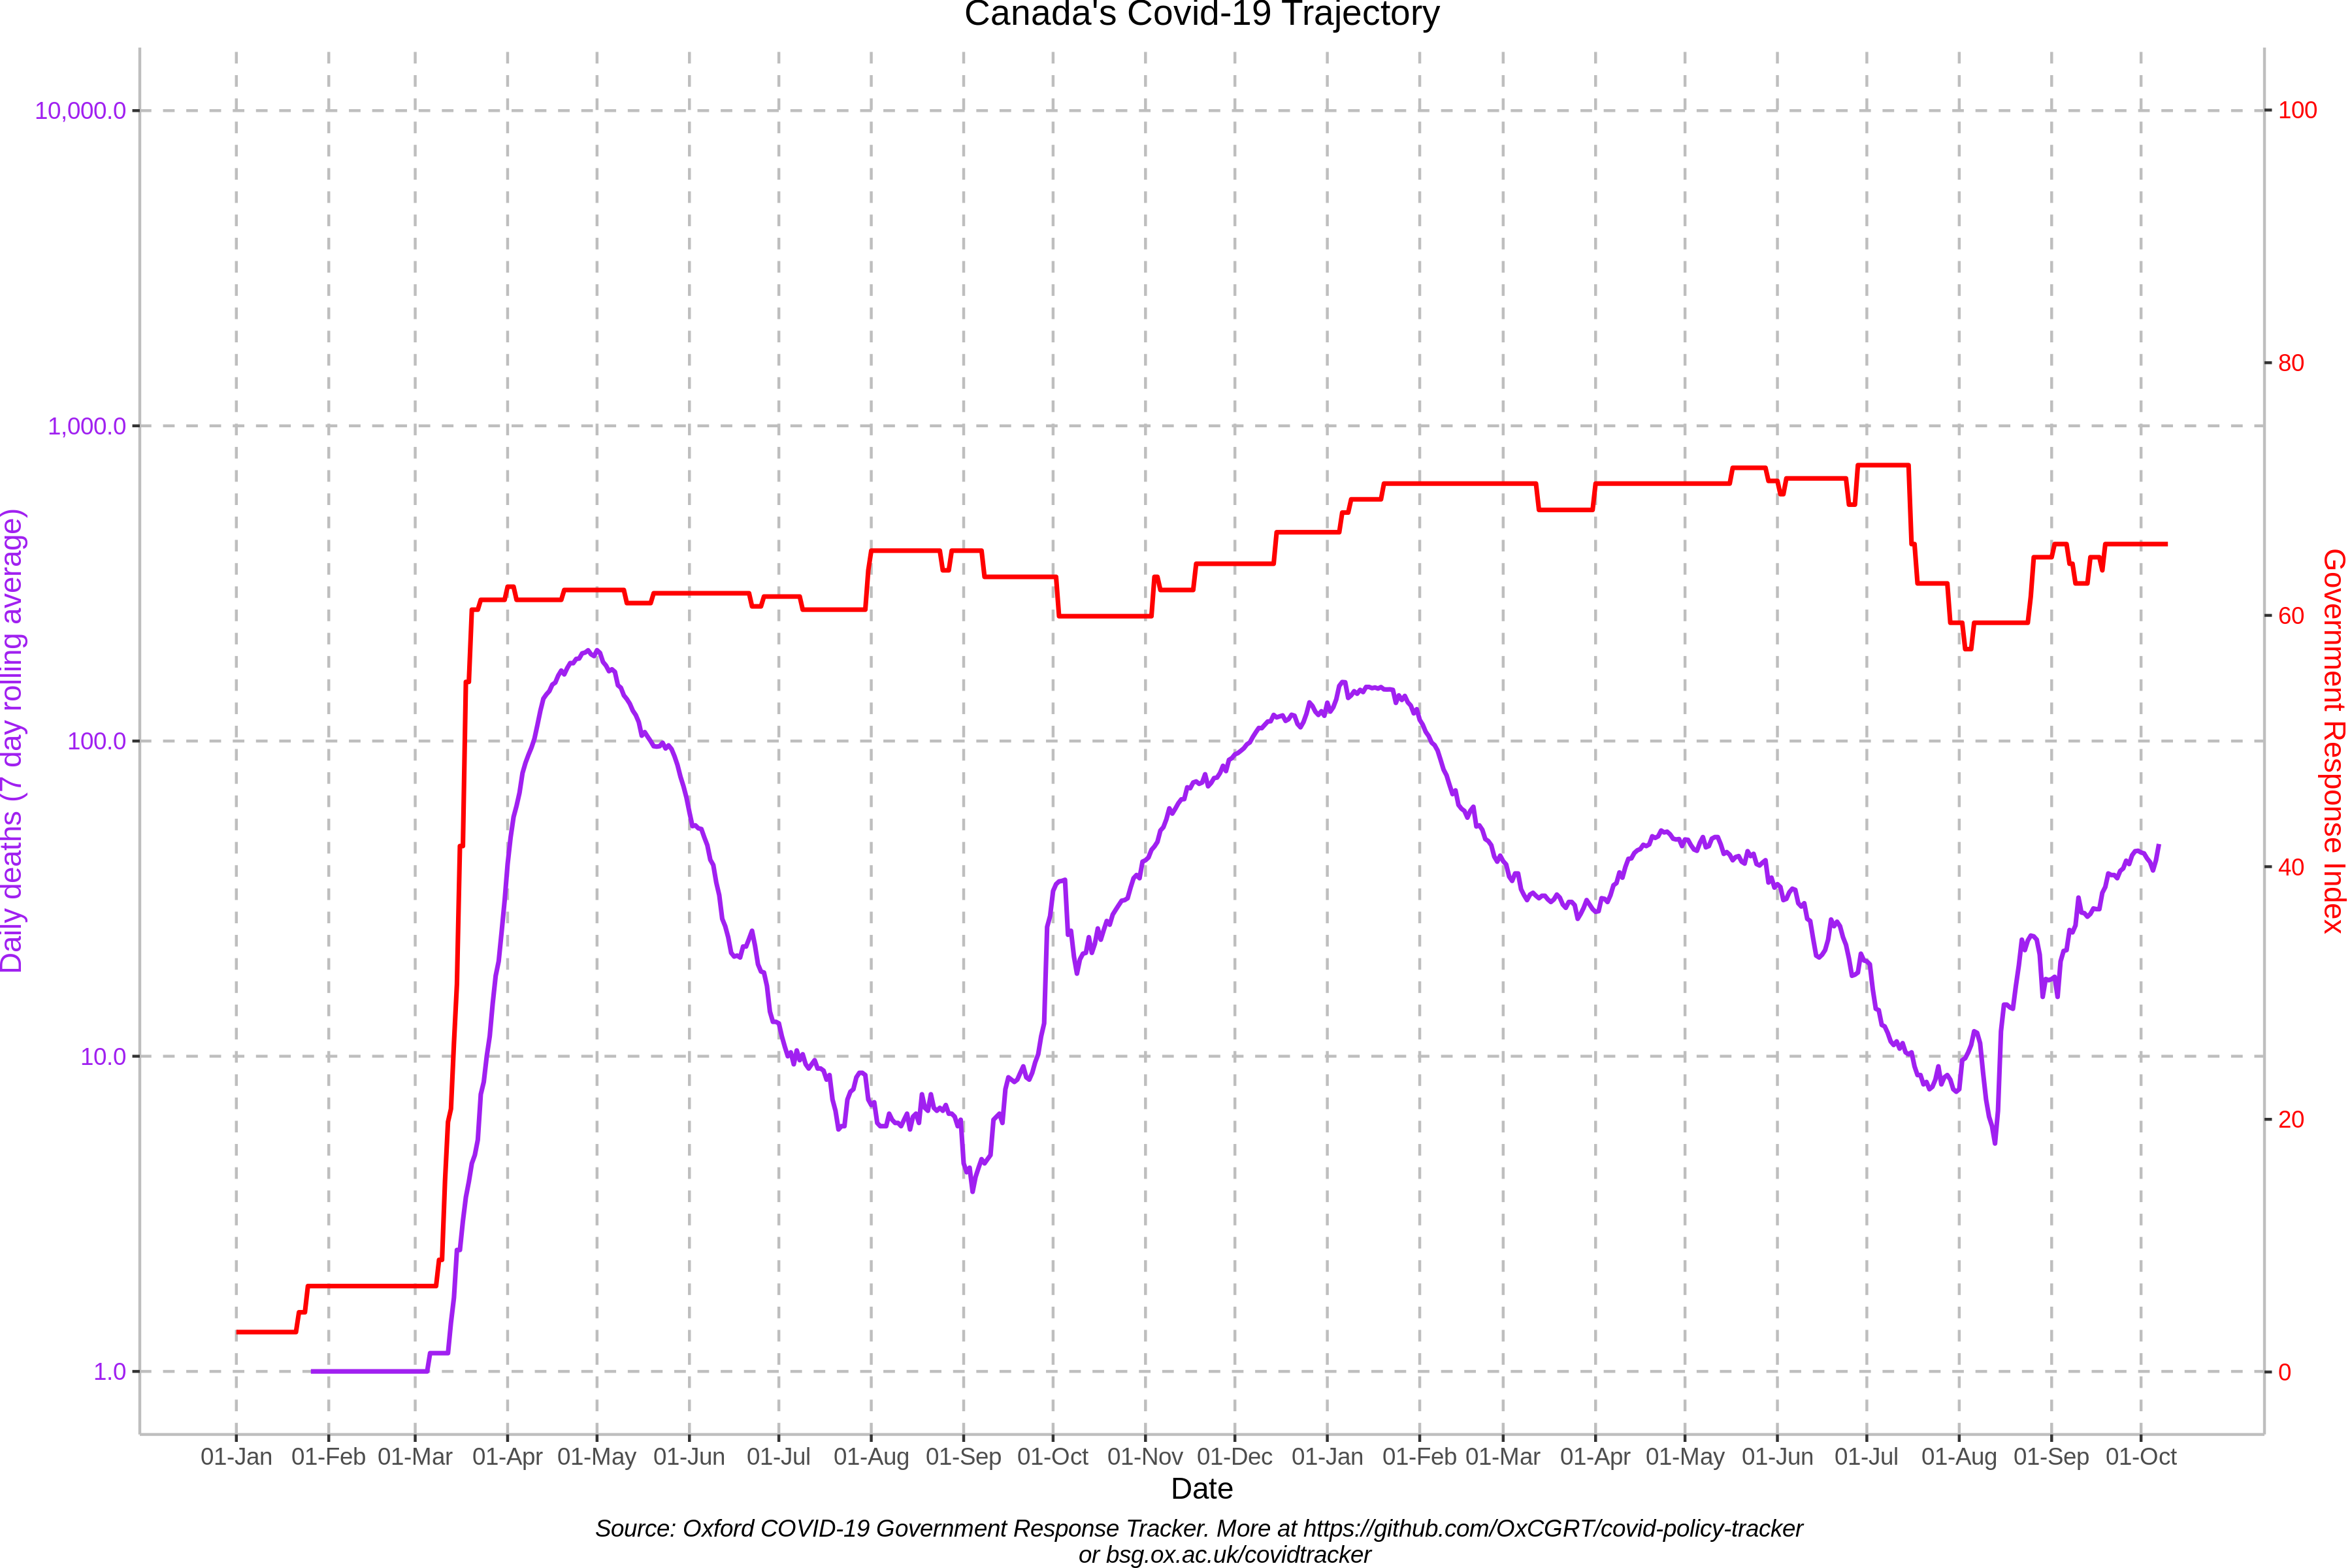 Canada's Covid-19 Trajectory
10,000.0
1,000.0
100.0
10.0
1.0
Daily deaths (7 day rolling average)
100
80
60
40
20
0
Government Response Index
01-Jan 01-Feb 01-Mar 01-Apr 01-May 01-Jun 01-Jul 01-Aug 01-Sep 01-Oct 01-Nov 01-Dec 01-Jan 01-Feb 01-Mar 01-Apr 01-May 01-Jun 01-Jul 01-Aug 01-Sep 01-Oct
Date
Source: Oxford COVID-19 Government Response Tracker. More at https://github.com/OxCGRT/covid-policy-tracker
or bsg.ox.ac.uk/covidtracker